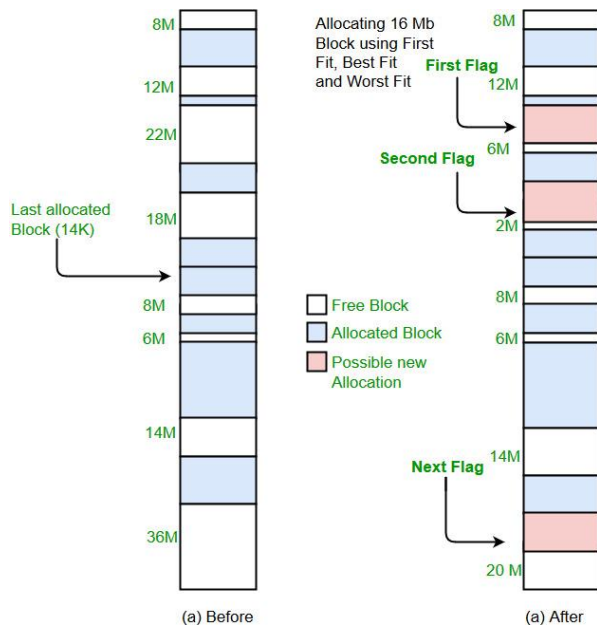 8M
12M
22M
18M
Last allocated
Block (14K)
8M
6M
14M
36M
(a) Before
Allocating 16 Mb
Block using First
Fit, Best Fit
and Worst Fit
Free Block
Allocated Block
Possible new
Allocation
8M
12M
First Flag
6M
Second Flag
2M
8M
6M
14M
Next Flag
20 M
(a) After